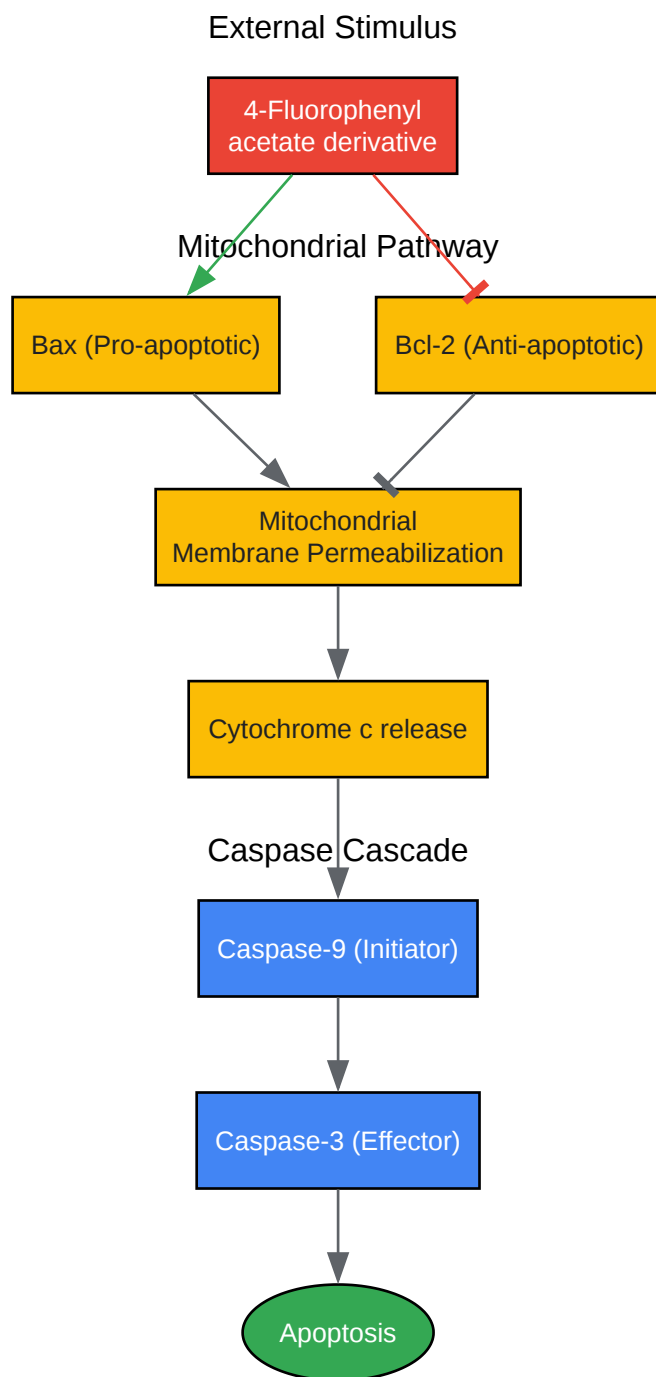 External Stimulus
4-Fluorophenyl
acetate derivative
Mitochondrial Pathway
Bax (Pro-apoptotic)
Bcl-2 (Anti-apoptotic)
Mitochondrial
Membrane Permeabilization
Cytochrome c release
Caspase Cascade
Caspase-9 (Initiator)
Caspase-3 (Effector)
Apoptosis